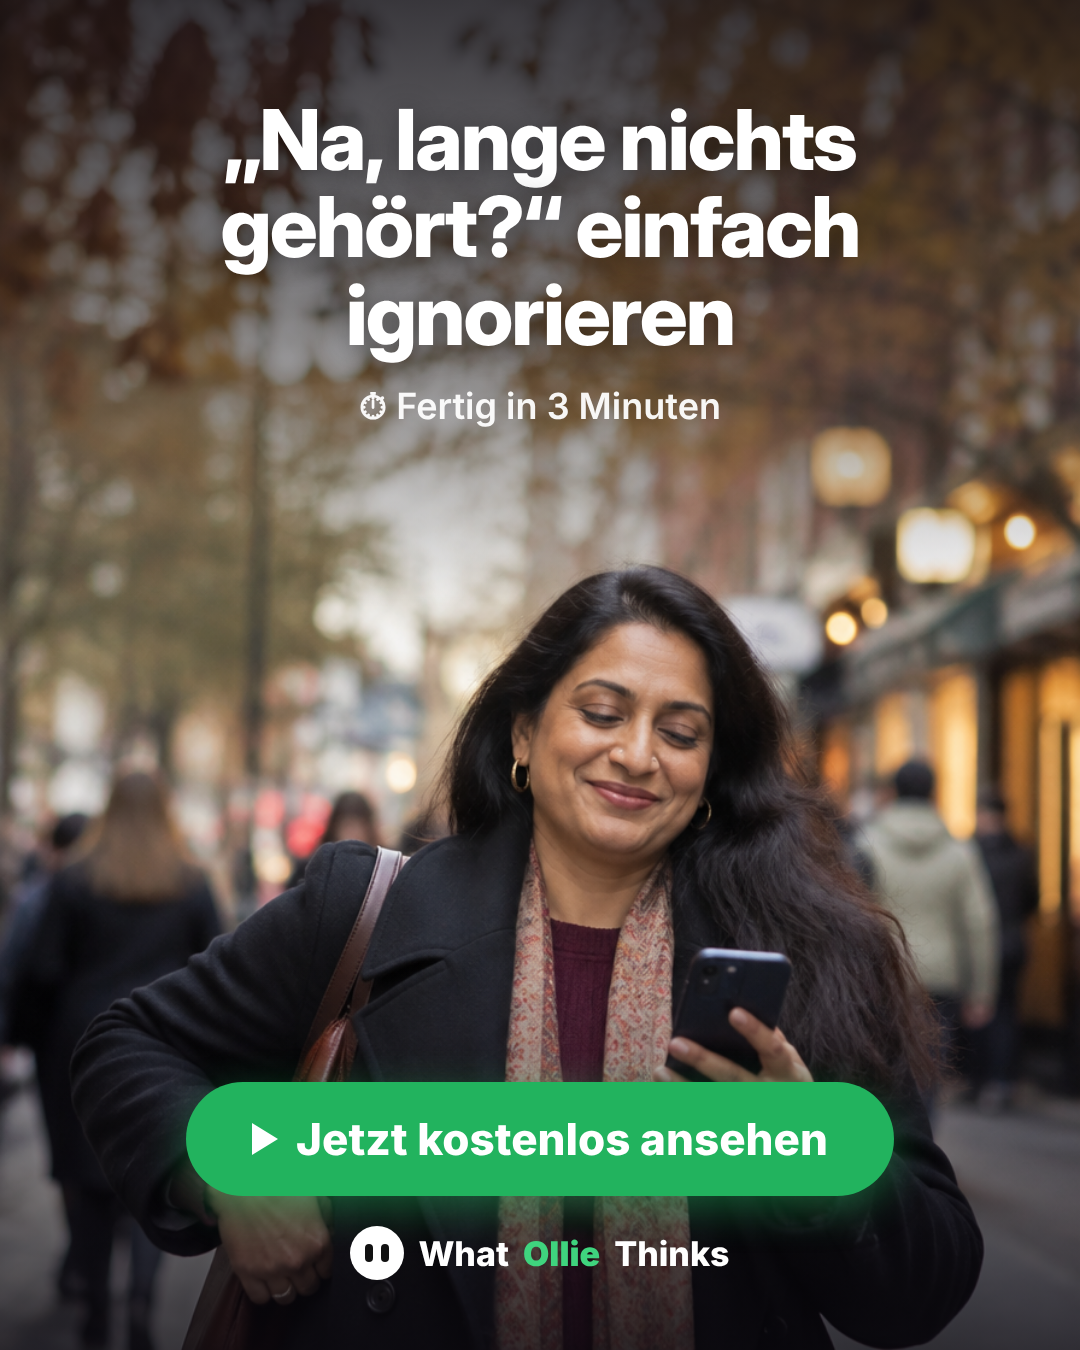 „Na, lange nichts
gehört?“ einfach
ignorieren
⏱ Fertig in 3 Minuten
▶ Jetzt kostenlos ansehen
What Ollie Thinks